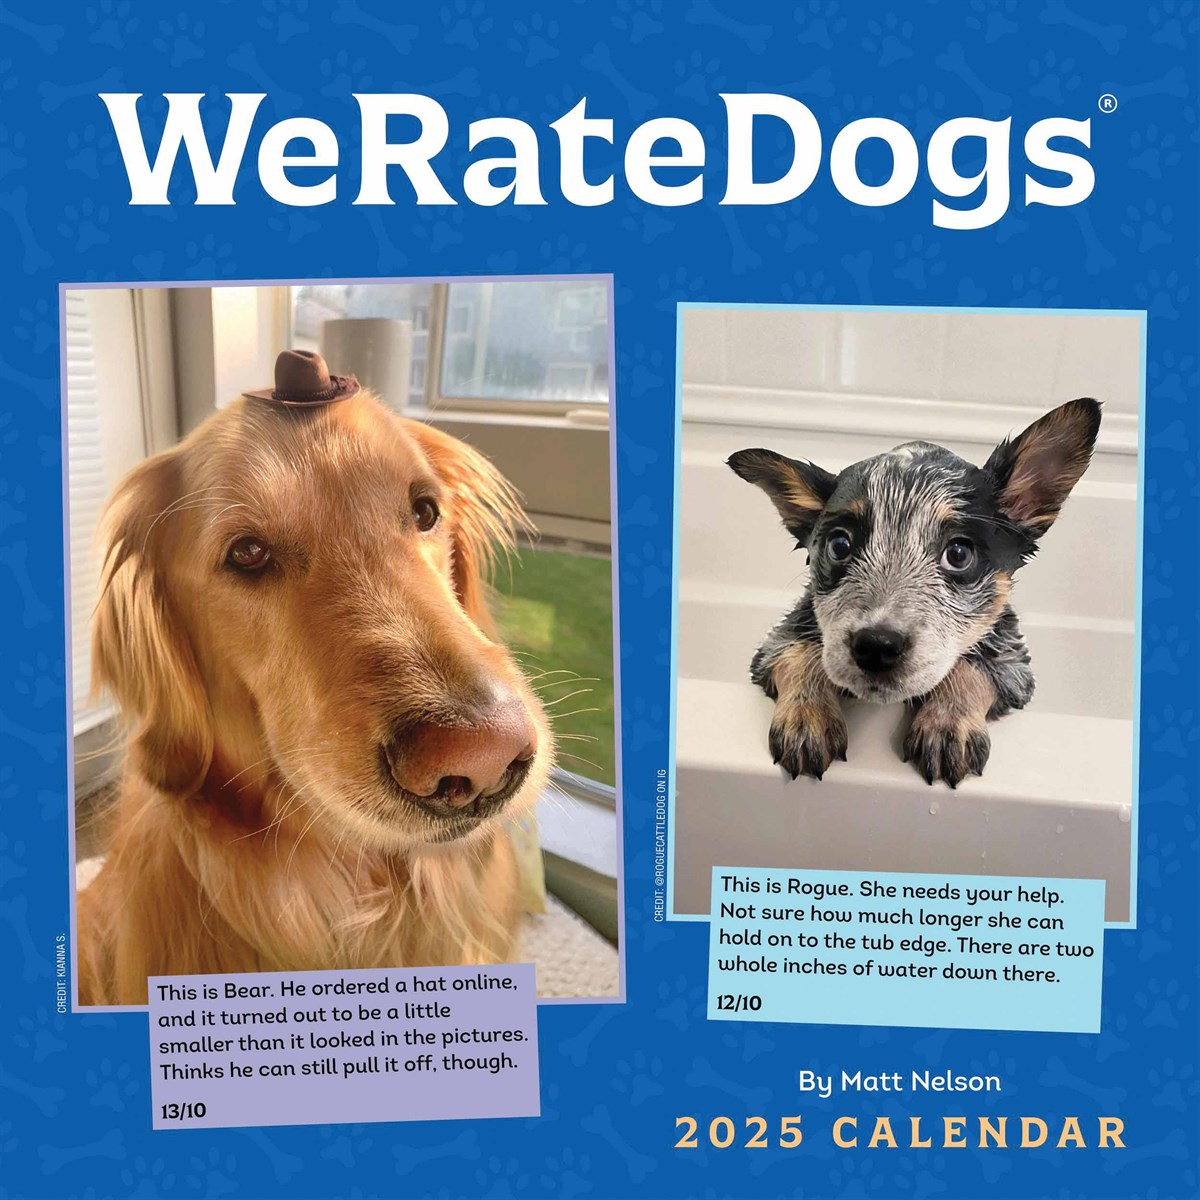 WeRateDogs®
CREDIT: KIANNA S.
This is Bear. He ordered a hat online,
and it turned out to be a little
smaller than it looked in the pictures.
Thinks he can still pull it off, though.
13/10
CREDIT: @ROGUECATTLEDOG ON IG
This is Rogue. She needs your help.
Not sure how much longer she can
hold on to the tub edge. There are two
whole inches of water down there.
12/10
By Matt Nelson
2025 CALENDAR